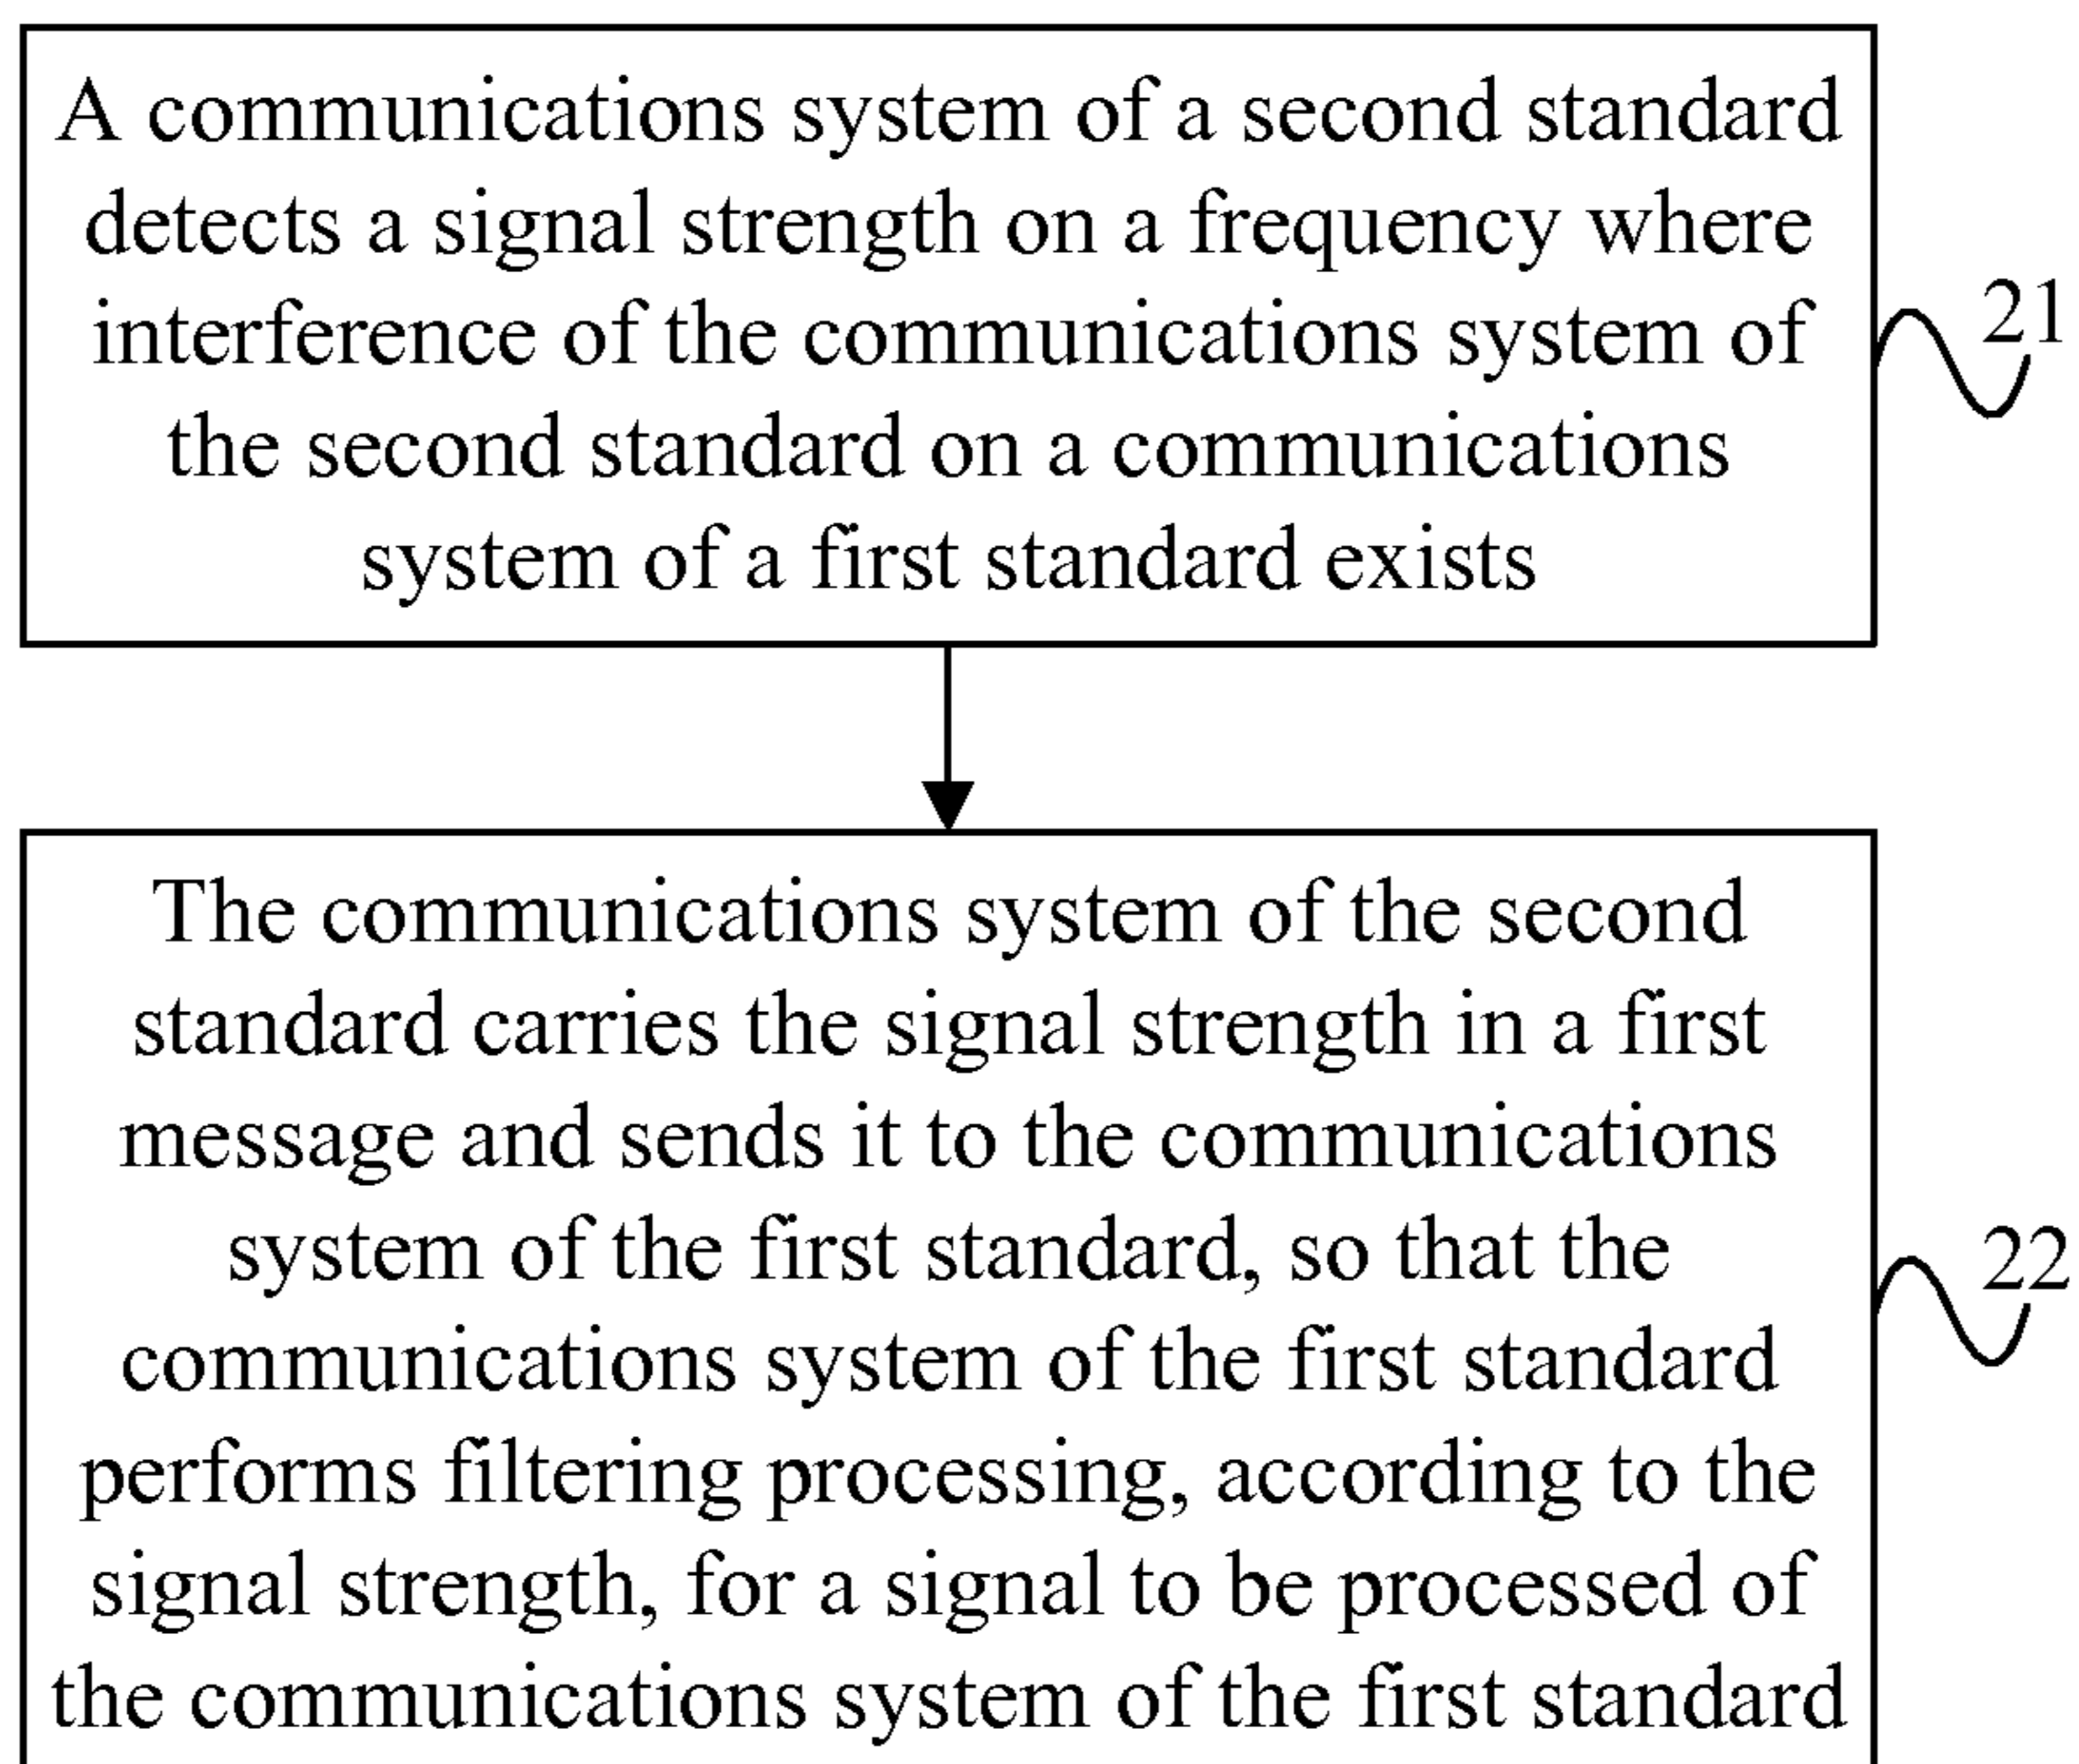 A communications system of a second standard
detects a signal strength on a frequency where
interference of the communications system of
the second standard on a communications
system of a first standard exists
21
The communications system of the second
standard carries the signal strength in a first
message and sends it to the communications
system of the first standard, so that the
communications system of the first standard
performs filtering processing, according to the
signal strength, for a signal to be processed of
the communications system of the first standard
22